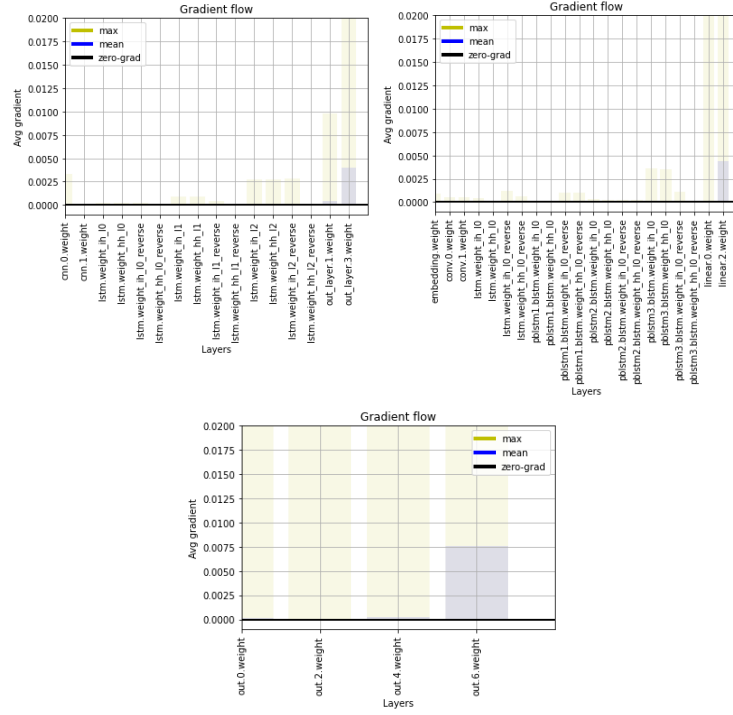 Gradient flow
max
mean
zero-grad
0.0200
0.0175
0.0150
0.0125
0.0100
0.0075
0.0050
0.0025
0.0000
Avg gradient
cnn.0.weight
cnn.1.weight
lstm.weight_ih_l0
lstm.weight_hh_l0
lstm.weight_ih_l0_reverse
lstm.weight_hh_l0_reverse
lstm.weight_ih_l1
lstm.weight_hh_l1
lstm.weight_ih_l1_reverse
lstm.weight_hh_l1_reverse
lstm.weight_ih_l2
lstm.weight_hh_l2
lstm.weight_ih_l2_reverse
lstm.weight_hh_l2_reverse
out_layer.1.weight
out_layer.3.weight
Layers
Gradient flow
max
mean
zero-grad
0.0200
0.0175
0.0150
0.0125
0.0100
0.0075
0.0050
0.0025
0.0000
Avg gradient
embedding.weight
conv.0.weight
conv.1.weight
lstm.weight_ih_l0
lstm.weight_hh_l0
lstm.weight_ih_l0_reverse
lstm.weight_hh_l0_reverse
pblstm1.blstm.weight_ih_l0
pblstm1.blstm.weight_hh_l0
pblstm1.blstm.weight_ih_l0_reverse
pblstm1.blstm.weight_hh_l0_reverse
pblstm2.blstm.weight_ih_l0
pblstm2.blstm.weight_hh_l0
pblstm2.blstm.weight_ih_l0_reverse
pblstm2.blstm.weight_hh_l0_reverse
pblstm3.blstm.weight_ih_l0
pblstm3.blstm.weight_hh_l0
pblstm3.blstm.weight_ih_l0_reverse
pblstm3.blstm.weight_hh_l0_reverse
linear.0.weight
linear.2.weight
Layers
Gradient flow
max
mean
zero-grad
0.0200
0.0175
0.0150
0.0125
0.0100
0.0075
0.0050
0.0025
0.0000
Avg gradient
out.0.weight
out.2.weight
out.4.weight
out.6.weight
Layers